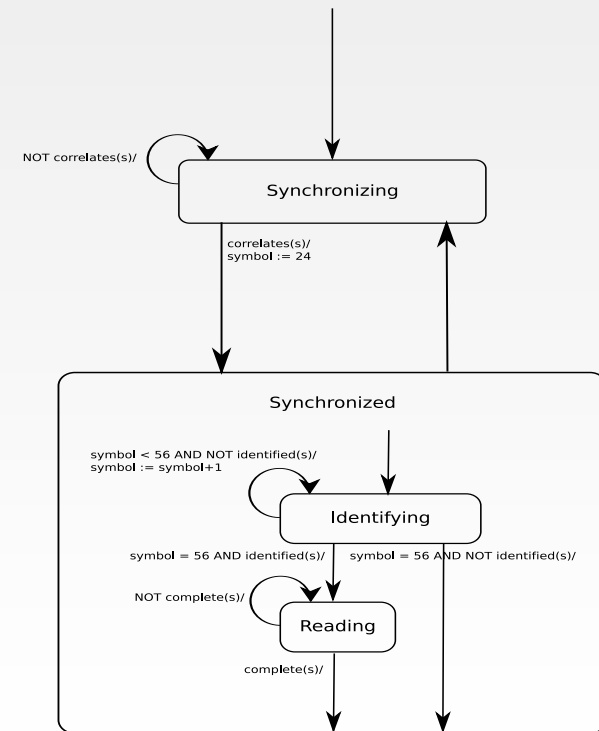 NOT correlates(s)/
Synchronizing
correlates(s)/
symbol := 24
Synchronized
symbol < 56 AND NOT identified(s)/
symbol := symbol+1
Identifying
symbol = 56 AND identified(s)/
symbol = 56 AND NOT identified(s)/
NOT complete(s)/
Reading
complete(s)/